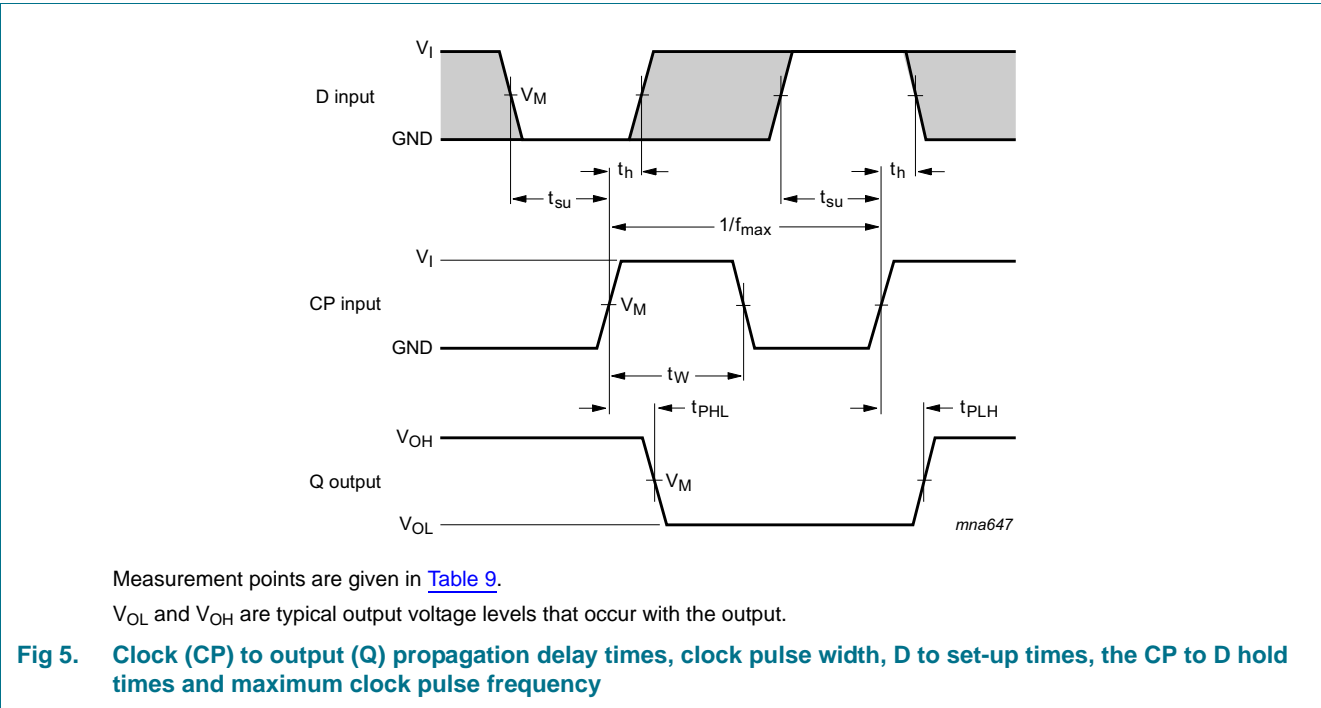 V_I
D input
V_M
GND
t_h
t_h
t_su
t_su
1/f_max
V_I
CP input
V_M
GND
t_W
t_PHL
t_PLH
V_OH
Q output
V_M
V_OL
mna647
Measurement points are given in Table 9.
V_OL and V_OH are typical output voltage levels that occur with the output.
Fig 5. Clock (CP) to output (Q) propagation delay times, clock pulse width, D to set-up times, the CP to D hold
times and maximum clock pulse frequency